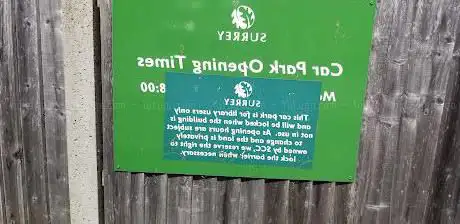 SURREY
Car Park Opening Times
M
8:00
SURREY
This car park is for library users only
and will be locked when the building is
not in use. As opening hours are subject
to change and the land is privately
owned by SCC, we reserve the right to
lock the barrier when necessary.